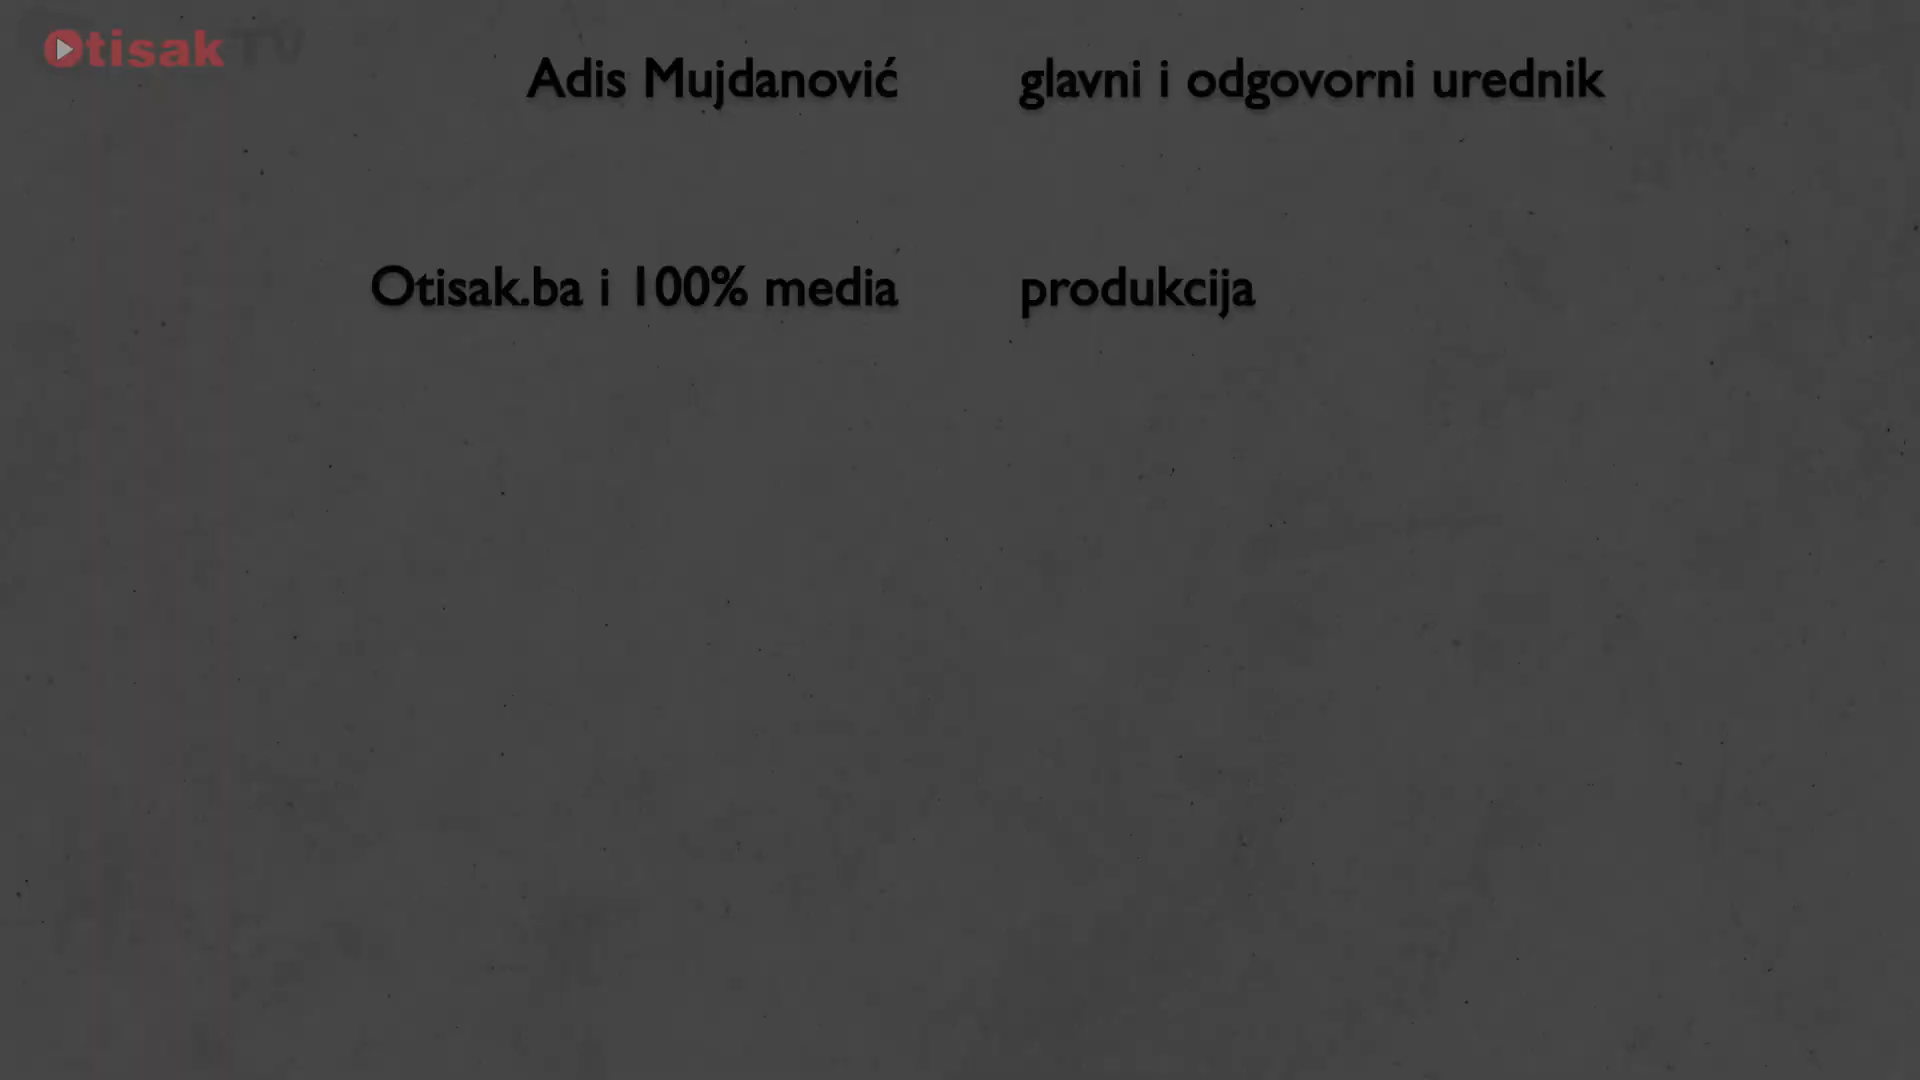 Otisak TV
Adis Mujdanović glavni i odgovorni urednik
Otisak.ba i 100% media produkcija